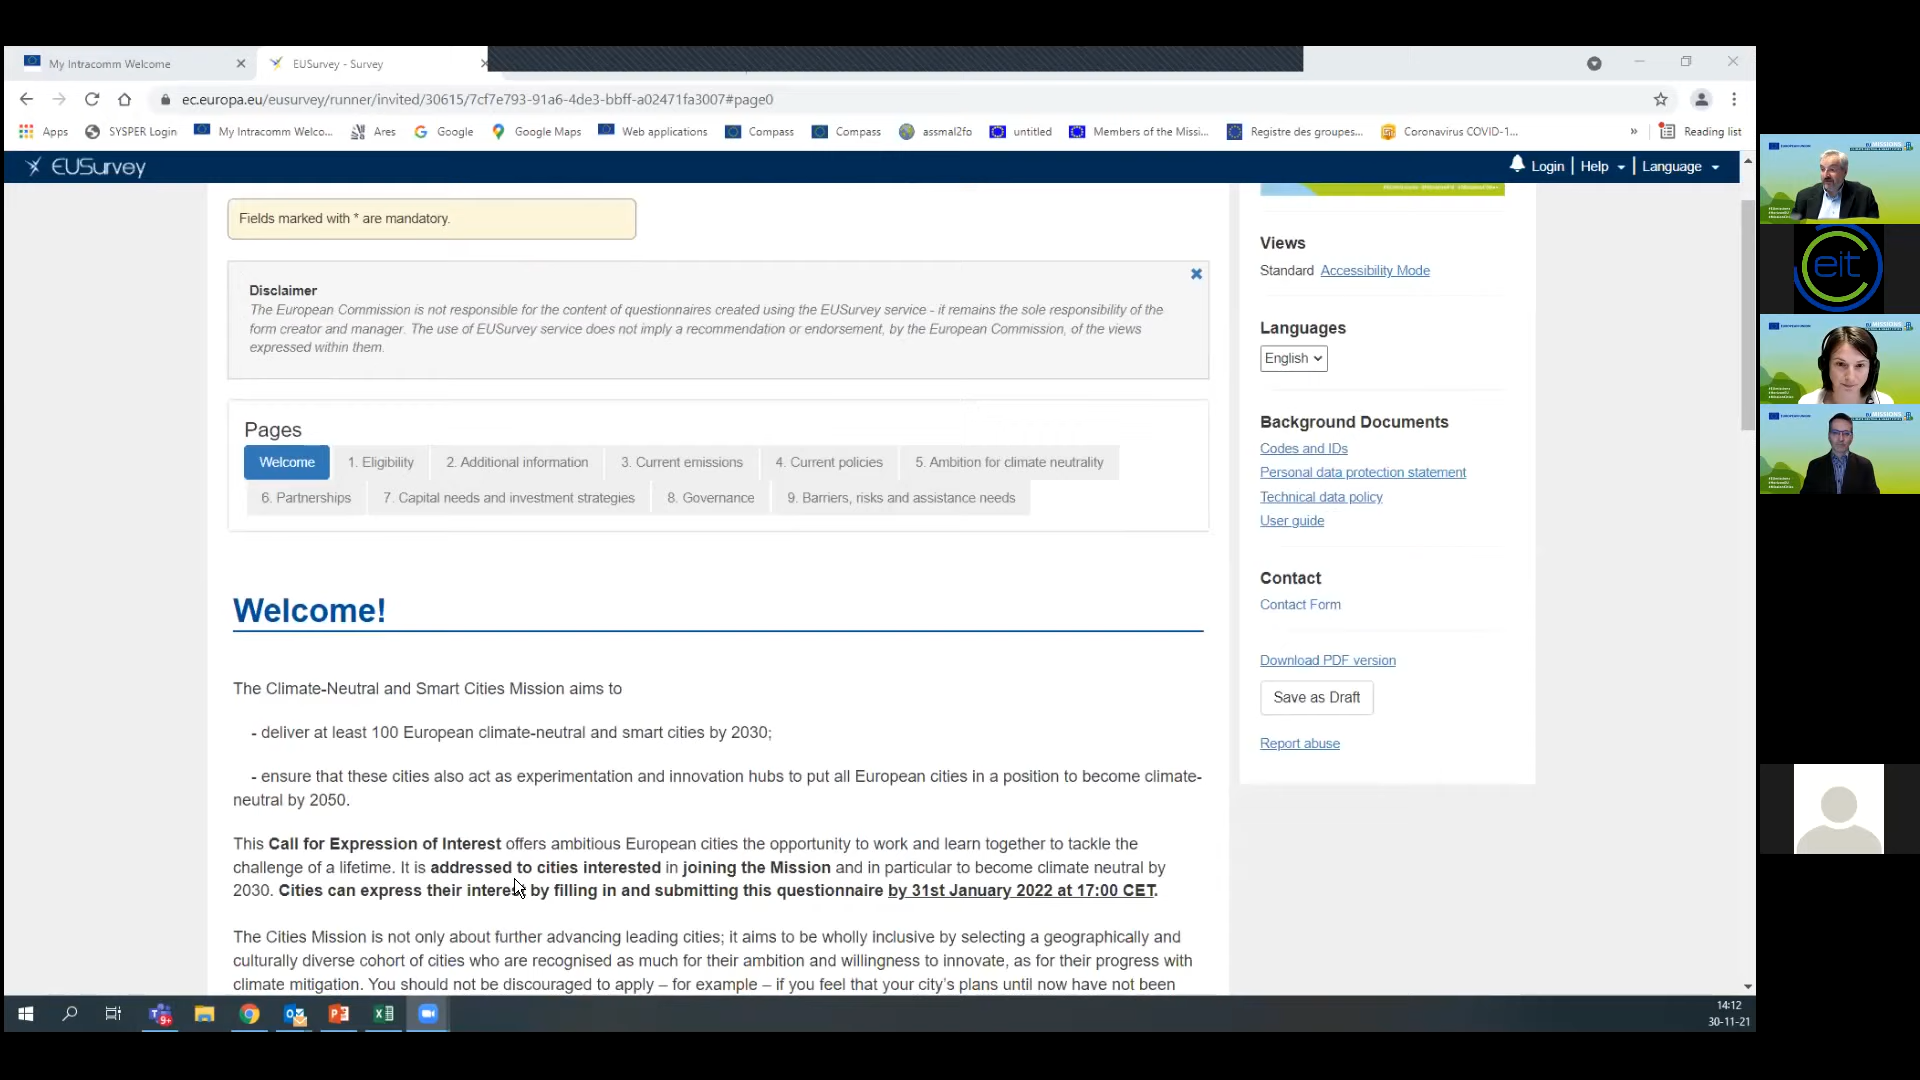 My Intracomm Welcome
EUSurvey - Survey
ec.europa.eu/eusurvey/runner/invited/30615/7cf7e793-91a6-4de3-bbff-a02471fa3007#page0
Apps SYSPER Login My Intracomm Welco... Ares Google Google Maps Web applications Compass Compass assmal2fo untitled Members of the Missi... Registre des groupes... Coronavirus COVID-1... » Reading list
EUSurvey
Login | Help | Language
Fields marked with * are mandatory.
Disclaimer
The European Commission is not responsible for the content of questionnaires created using the EUSurvey service - it remains the sole responsibility of the
form creator and manager. The use of EUSurvey service does not imply a recommendation or endorsement, by the European Commission, of the views
expressed within them.
Pages
Welcome 1. Eligibility 2. Additional information 3. Current emissions 4. Current policies 5. Ambition for climate neutrality
6. Partnerships 7. Capital needs and investment strategies 8. Governance 9. Barriers, risks and assistance needs
Welcome!
The Climate-Neutral and Smart Cities Mission aims to
- deliver at least 100 European climate-neutral and smart cities by 2030;
- ensure that these cities also act as experimentation and innovation hubs to put all European cities in a position to become climate-
neutral by 2050.
This Call for Expression of Interest offers ambitious European cities the opportunity to work and learn together to tackle the
challenge of a lifetime. It is addressed to cities interested in joining the Mission and in particular to become climate neutral by
2030. Cities can express their interest by filling in and submitting this questionnaire by 31st January 2022 at 17:00 CET.
The Cities Mission is not only about further advancing leading cities; it aims to be wholly inclusive by selecting a geographically and
culturally diverse cohort of cities who are recognised as much for their ambition and willingness to innovate, as for their progress with
climate mitigation. You should not be discouraged to apply – for example – if you feel that your city's plans until now have not been
Views
Standard Accessibility Mode
Languages
English
Background Documents
Codes and IDs
Personal data protection statement
Technical data policy
User guide
Contact
Contact Form
Download PDF version
Save as Draft
Report abuse
eit
14:12
30-11-21